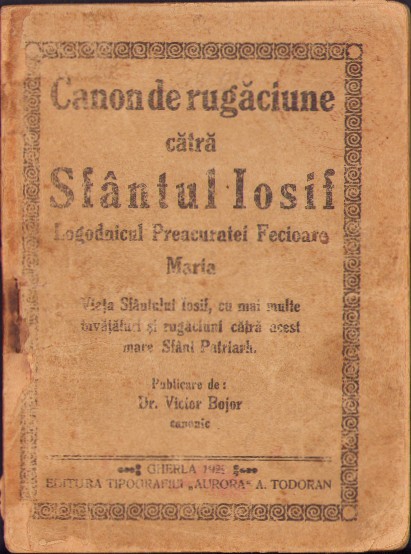 Canon de rugăciune
cătră
Sfântul Iosif
Logodnicul Preacuratei Fecioare
Maria
Viața Sfântului Iosif, cu mai multe
învățături și rugăciuni cătră acest
mare Sfânt Patriarh.
Publicare de:
Dr. Victor Bojor
canonic
GHERLA
EDITURA TIPOGRAFIEI „AURORA“ A. TODORAN